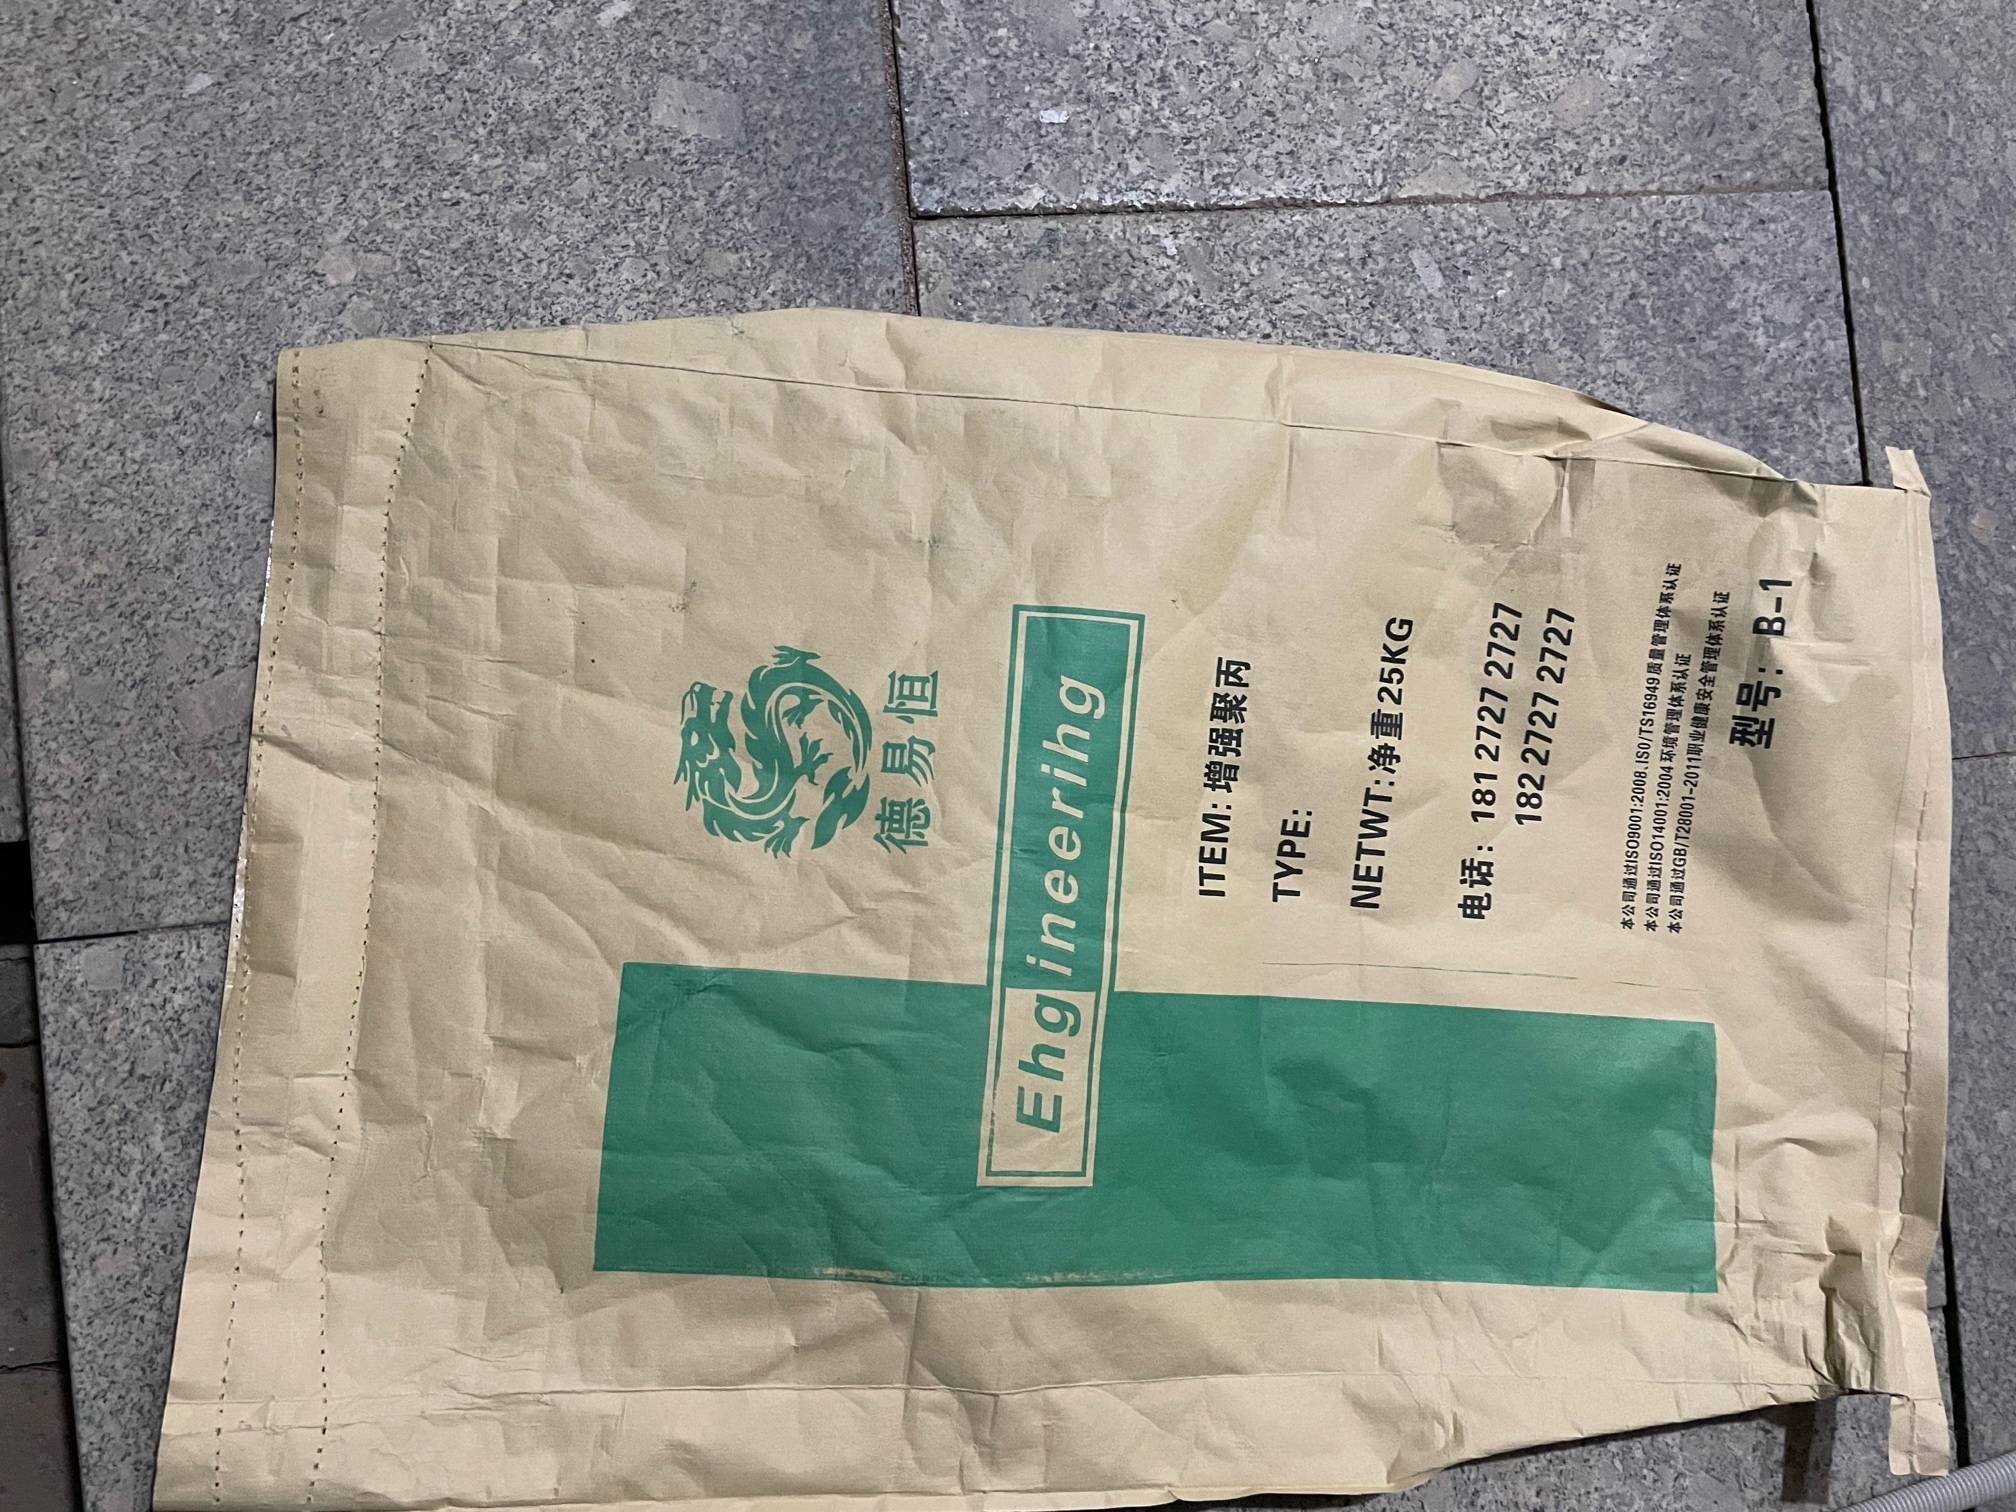 德易恒
Ehgineerihg
ITEM: 增强聚丙
TYPE:
NETWT:净重25KG
电话：181 2727 2727
182 2727 2727
本公司通过ISO9001:2008.ISO/TS16949质量管理体系认证
本公司通过ISO14001:2004 环境管理体系认证
本公司通过GB/T28001-2011职业健康安全管理体系认证
型号：B-1